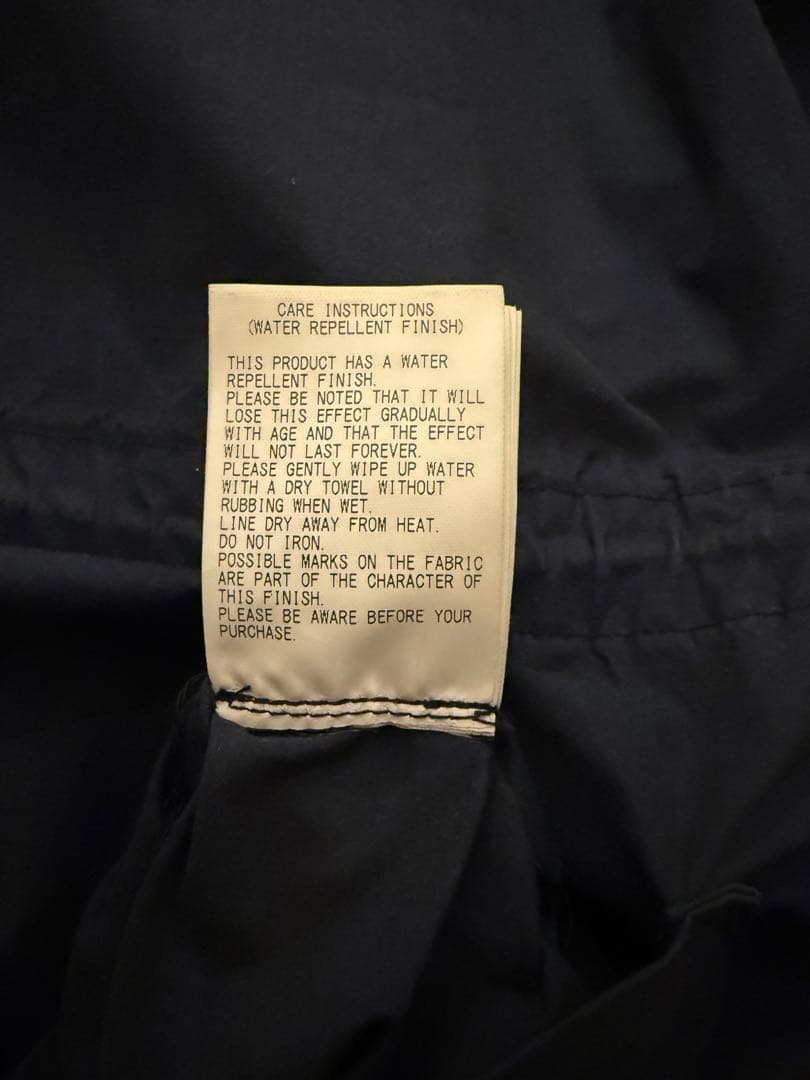 CARE INSTRUCTIONS
(WATER REPELLENT FINISH)
THIS PRODUCT HAS A WATER
REPELLENT FINISH.
PLEASE BE NOTED THAT IT WILL
LOSE THIS EFFECT GRADUALLY
WITH AGE AND THAT THE EFFECT
WILL NOT LAST FOREVER.
PLEASE GENTLY WIPE UP WATER
WITH A DRY TOWEL WITHOUT
RUBBING WHEN WET.
LINE DRY AWAY FROM HEAT.
DO NOT IRON.
POSSIBLE MARKS ON THE FABRIC
ARE PART OF THE CHARACTER OF
THIS FINISH.
PLEASE BE AWARE BEFORE YOUR
PURCHASE.